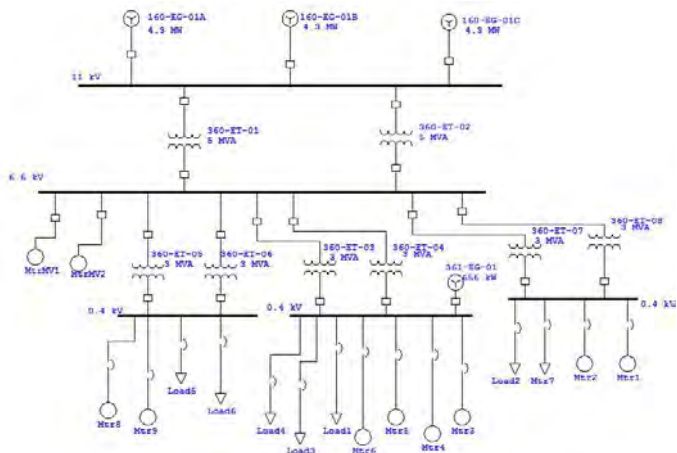 160-EG-01A
4.3 MW
160-EG-01B
4.3 MW
160-EG-01C
4.3 MW
11 kV
360-ET-01
5 MVA
360-ET-02
5 MVA
6.6 kV
MtrMV1
MtrMV2
360-ET-05
3 MVA
360-ET-06
3 MVA
360-ET-03
3 MVA
360-ET-04
3 MVA
361-EG-01
656 kW
360-ET-07
3 MVA
360-ET-08
3 MVA
0.4 kV
0.4 kV
0.4 kV
Mtr8
Mtr9
Load5
Load6
Load4
Load3
Load1
Mtr6
Mtr5
Mtr4
Mtr3
Load2
Mtr7
Mtr2
Mtr1